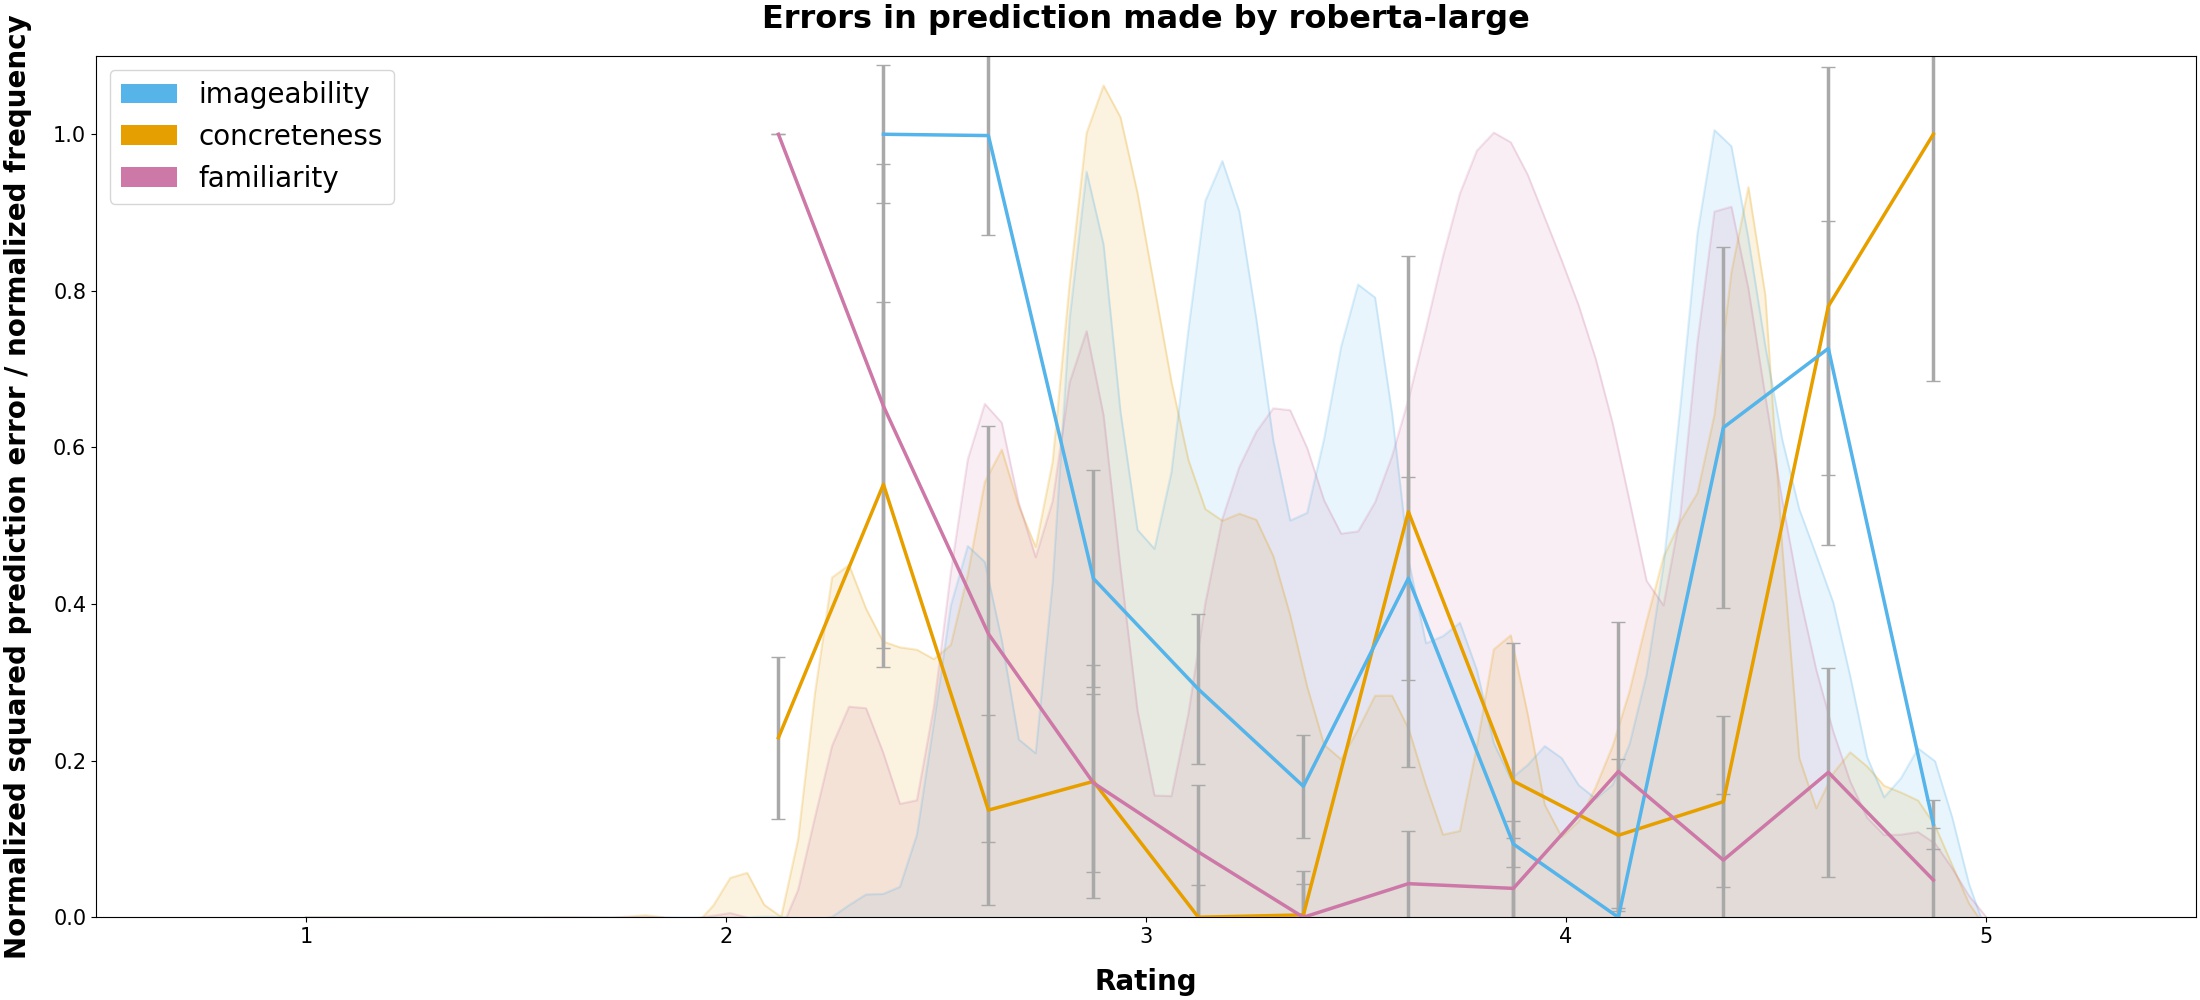 Errors in prediction made by roberta-large
Normalized squared prediction error / normalized frequency
imageability
concreteness
familiarity
1.0
0.8
0.6
0.4
0.2
0.0
1 2 3 4 5
Rating